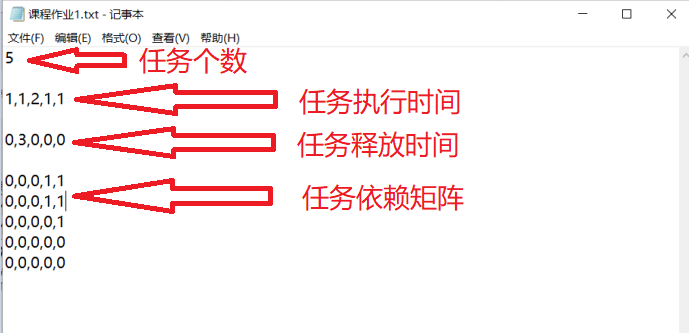 课程作业1.txt - 记事本
文件(F) 编辑(E) 格式(O) 查看(V) 帮助(H)
5 任务个数
1,1,2,1,1 任务执行时间
0,3,0,0,0 任务释放时间
0,0,0,1,1
0,0,0,1,1 任务依赖矩阵
0,0,0,0,1
0,0,0,0,0
0,0,0,0,0